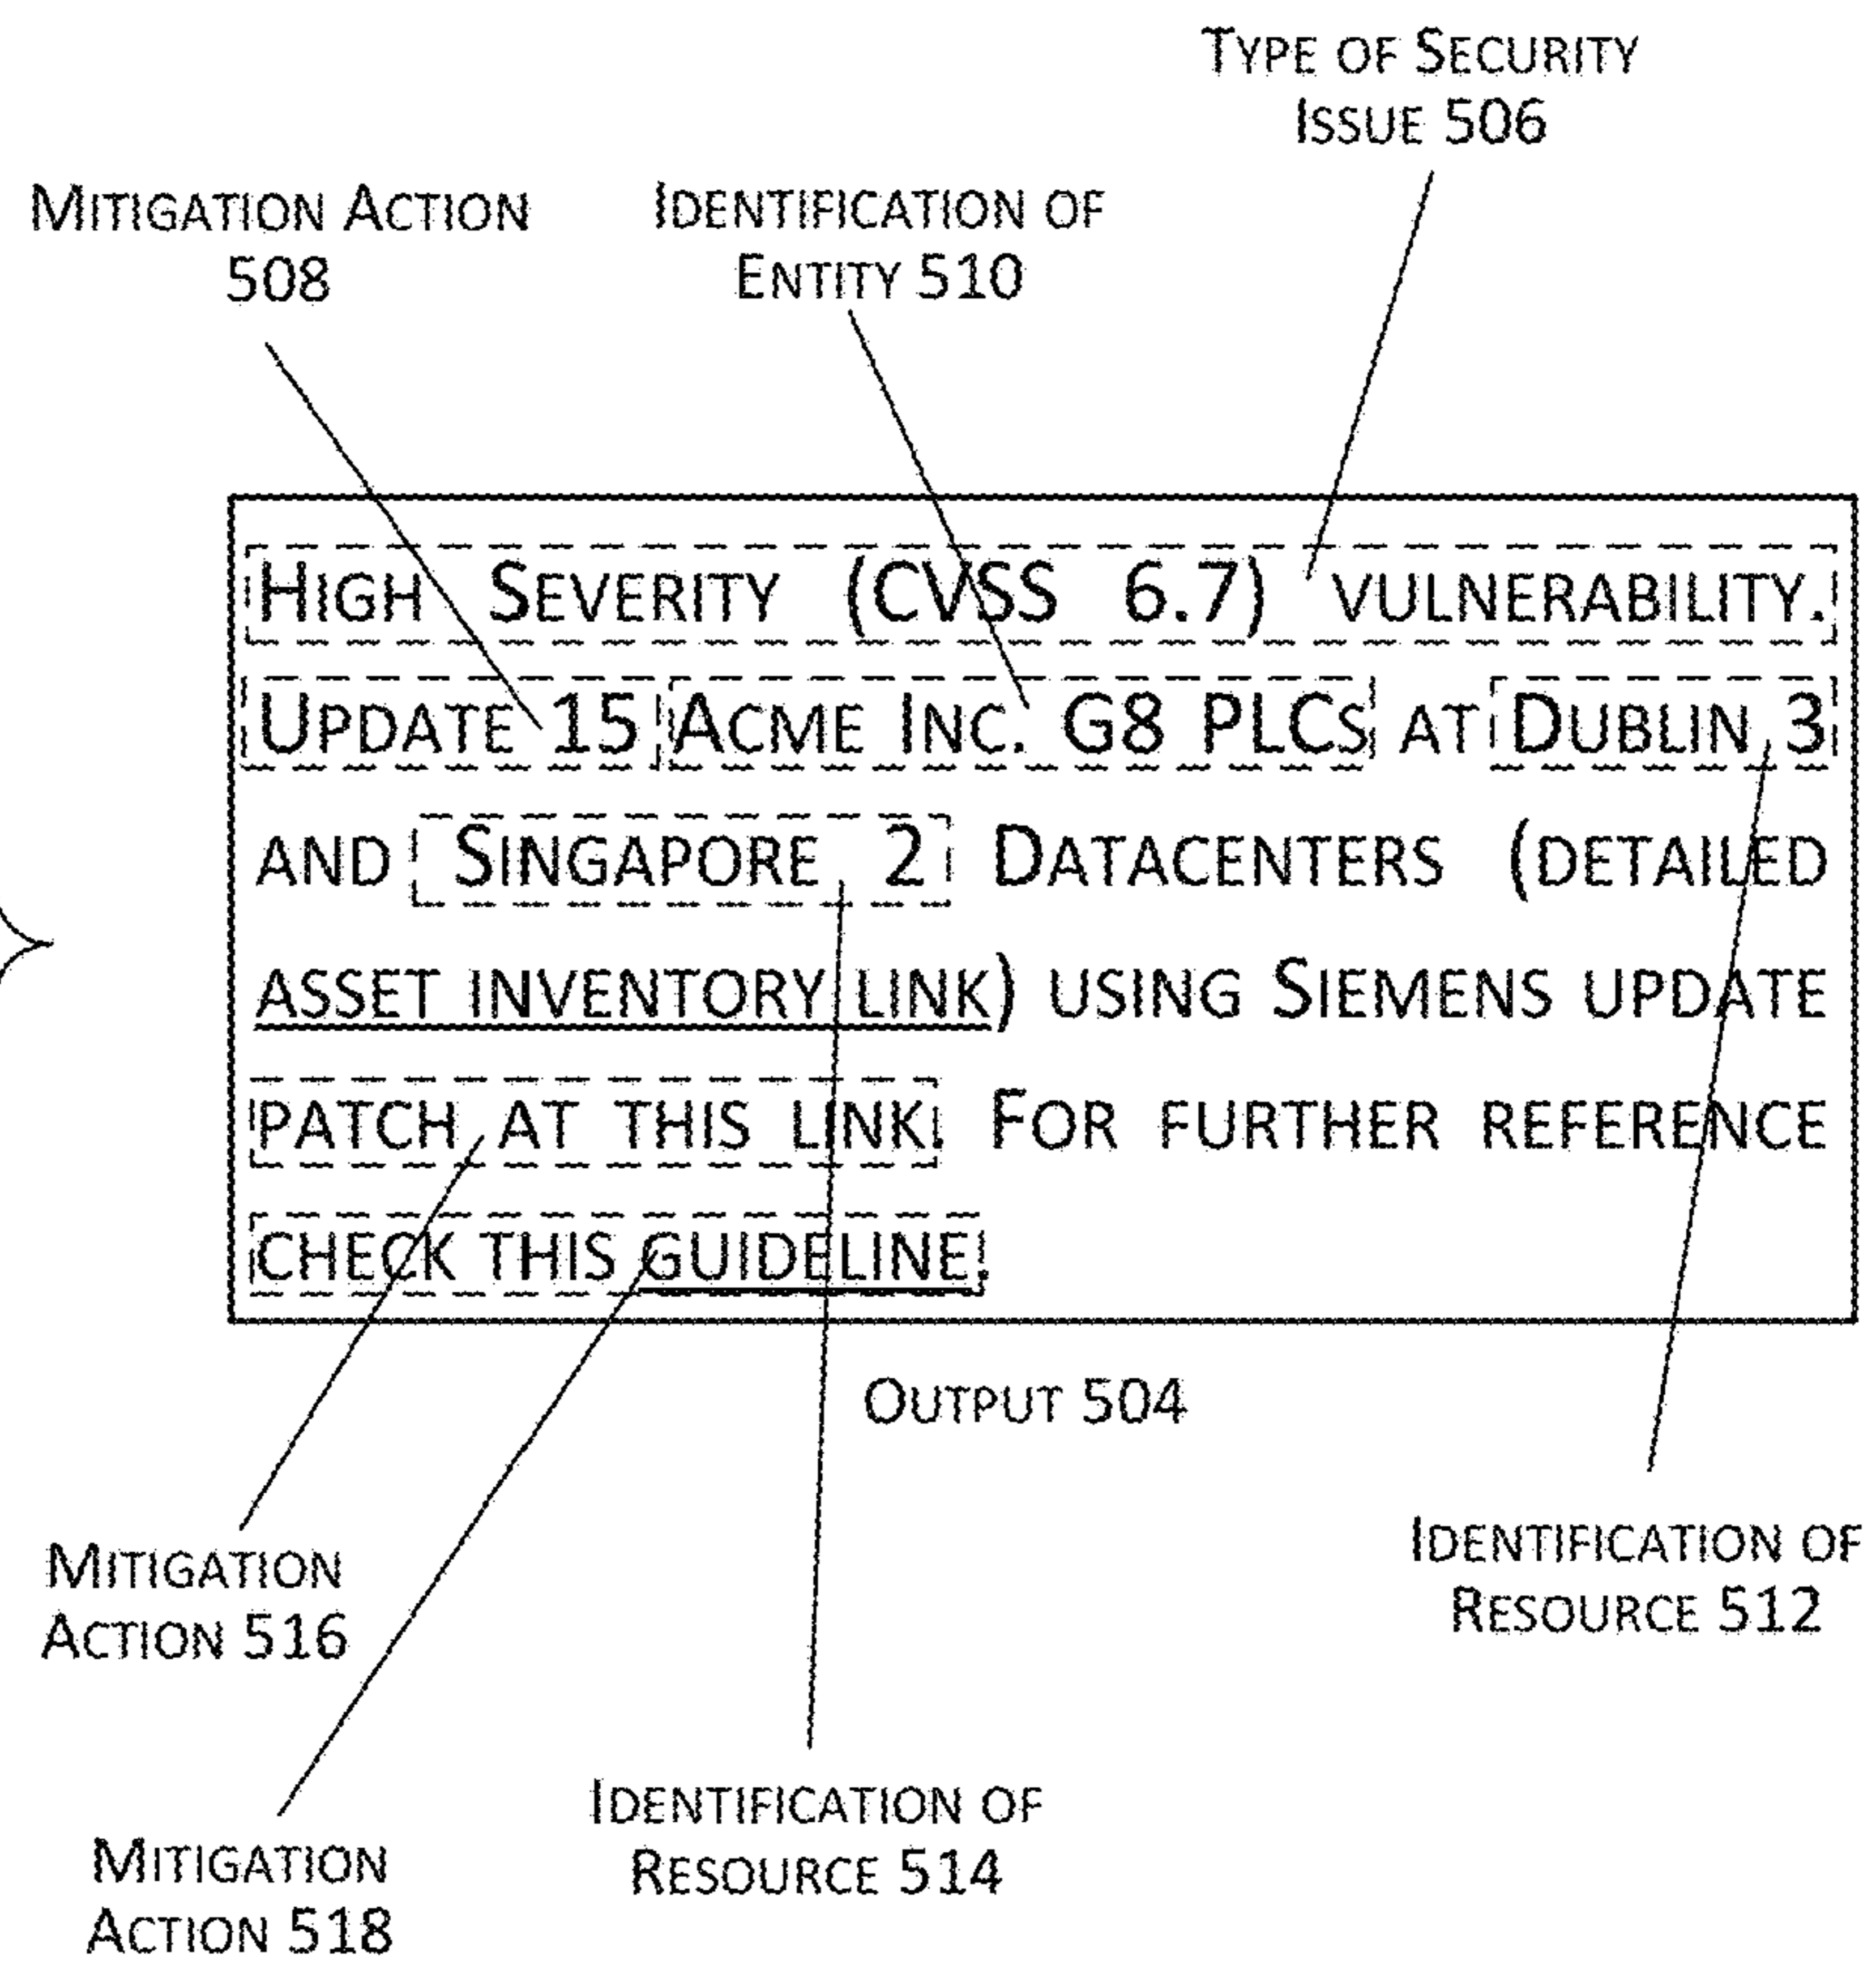 TYPE OF SECURITY
ISSUE 506
MITIGATION ACTION
508
IDENTIFICATION OF
ENTITY 510
HIGH SEVERITY (CVSS 6.7) VULNERABILITY.
UPDATE 15 ACME INC. G8 PLCS AT DUBLIN 3
AND SINGAPORE 2 DATACENTERS (DETAILED
ASSET INVENTORY LINK) USING SIEMENS UPDATE
PATCH AT THIS LINK. FOR FURTHER REFERENCE
CHECK THIS GUIDELINE.
OUTPUT 504
MITIGATION
ACTION 516
IDENTIFICATION OF
RESOURCE 512
IDENTIFICATION OF
RESOURCE 514
MITIGATION
ACTION 518